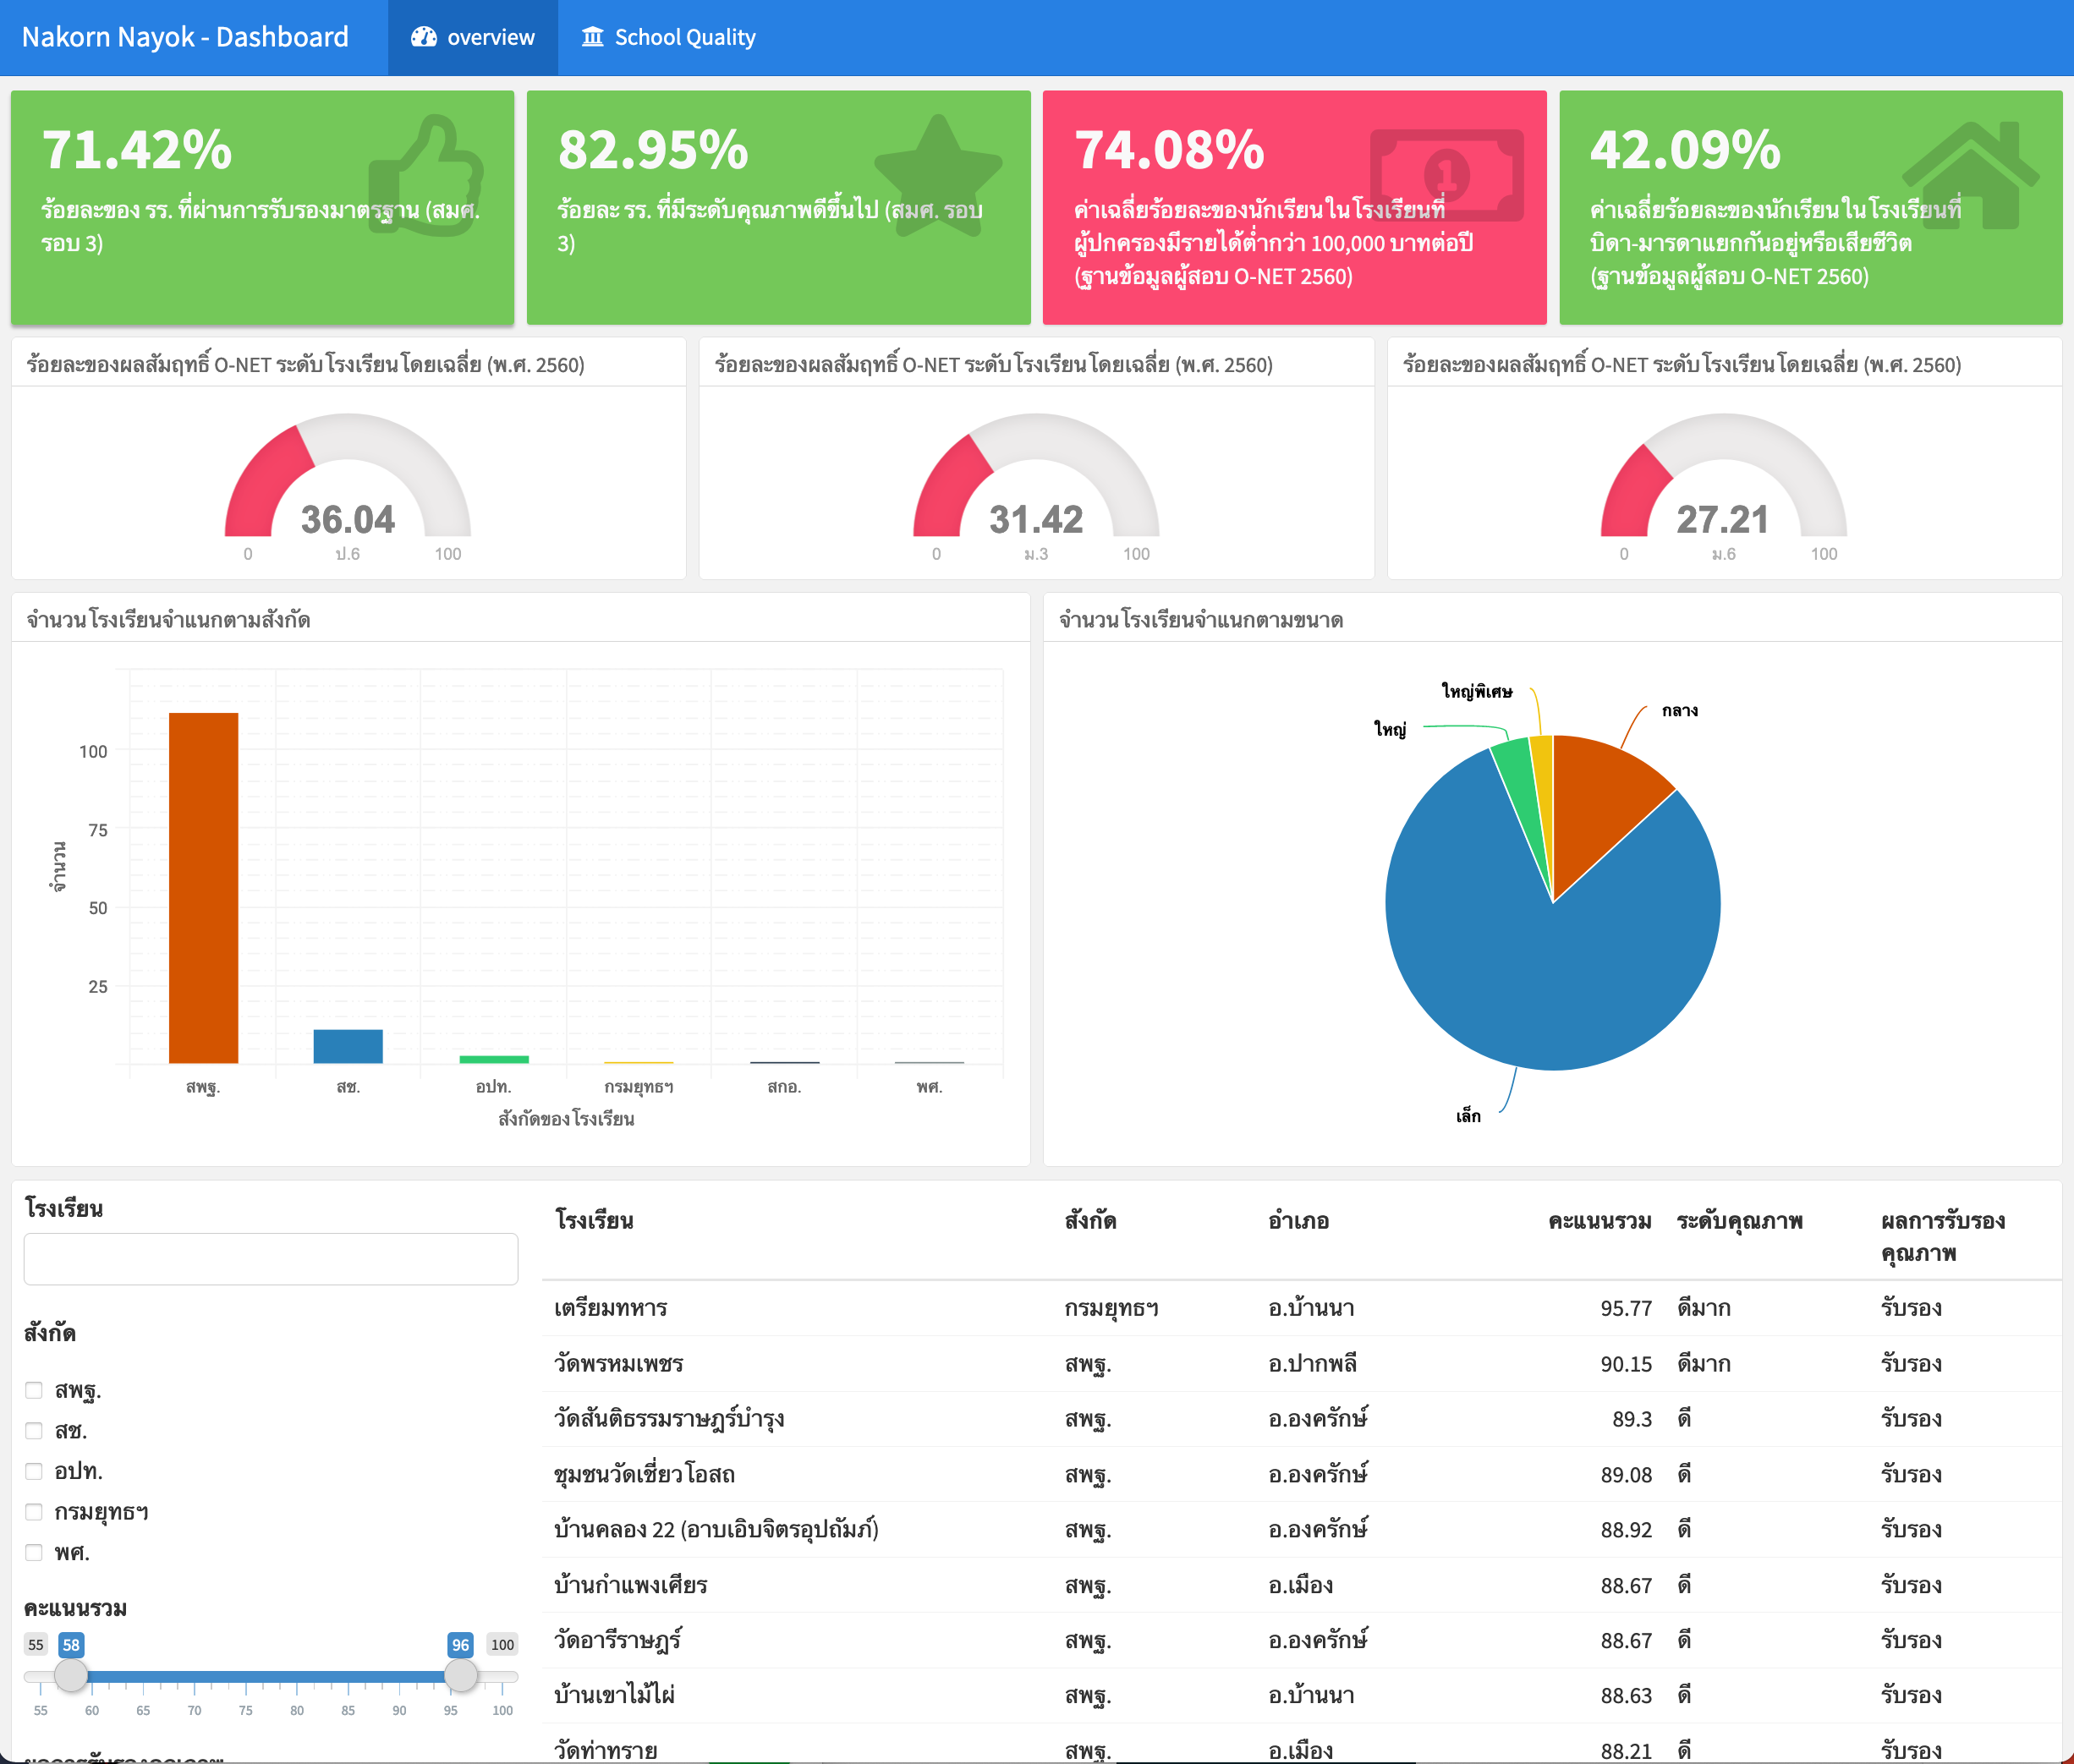 Nakorn Nayok - Dashboard
overview
School Quality
71.42%
ร้อยละของ รร. ที่ผ่านการรับรองมาตรฐาน (สมศ.
รอบ 3)
82.95%
ร้อยละ รร. ที่มีระดับคุณภาพดีขึ้นไป (สมศ. รอบ
3)
74.08%
1
ค่าเฉลี่ยร้อยละของนักเรียนในโรงเรียนที่
ผู้ปกครองมีรายได้ต่ำกว่า 100,000 บาทต่อปี
(ฐานข้อมูลผู้สอบ O-NET 2560)
42.09%
ค่าเฉลี่ยร้อยละของนักเรียนในโรงเรียนที่
บิดา-มารดาแยกกันอยู่หรือเสียชีวิต
(ฐานข้อมูลผู้สอบ O-NET 2560)
ร้อยละของผลสัมฤทธิ์ O-NET ระดับโรงเรียนโดยเฉลี่ย (พ.ศ. 2560)
36.04
0 ป.6 100
ร้อยละของผลสัมฤทธิ์ O-NET ระดับโรงเรียนโดยเฉลี่ย (พ.ศ. 2560)
31.42
0 ม.3 100
ร้อยละของผลสัมฤทธิ์ O-NET ระดับโรงเรียนโดยเฉลี่ย (พ.ศ. 2560)
27.21
0 ม.6 100
จำนวนโรงเรียนจำแนกตามสังกัด
จำนวน
100
75
50
25
สพฐ. สช. อปท. กรมยุทธฯ สกอ. พศ.
สังกัดของโรงเรียน
จำนวนโรงเรียนจำแนกตามขนาด
ใหญ่พิเศษ
กลาง
ใหญ่
เล็ก
โรงเรียน
สังกัด
สพฐ.
สช.
อปท.
กรมยุทธฯ
พศ.
คะแนนรวม
55 58 96 100
55 60 65 70 75 80 85 90 95 100
ผลการรับรองคุณภาพ
โรงเรียน สังกัด อำเภอ คะแนนรวม ระดับคุณภาพ ผลการรับรอง
คุณภาพ
เตรียมทหาร กรมยุทธฯ อ.บ้านนา 95.77 ดีมาก รับรอง
วัดพรหมเพชร สพฐ. อ.ปากพลี 90.15 ดีมาก รับรอง
วัดสันติธรรมราษฎร์บำรุง สพฐ. อ.องครักษ์ 89.3 ดี รับรอง
ชุมชนวัดเชี่ยวโอสถ สพฐ. อ.องครักษ์ 89.08 ดี รับรอง
บ้านคลอง 22 (อาบเอิบจิตรอุปถัมภ์) สพฐ. อ.องครักษ์ 88.92 ดี รับรอง
บ้านกำแพงเศียร สพฐ. อ.เมือง 88.67 ดี รับรอง
วัดอารีราษฎร์ สพฐ. อ.องครักษ์ 88.67 ดี รับรอง
บ้านเขาไม้ไผ่ สพฐ. อ.บ้านนา 88.63 ดี รับรอง
วัดท่าทราย สพฐ. อ.เมือง 88.21 ดี รับรอง